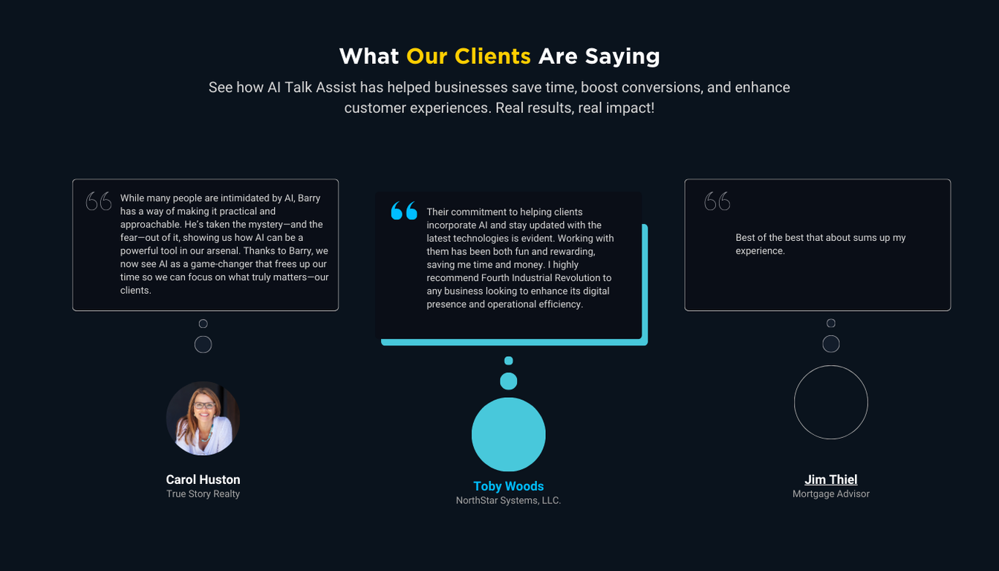 What Our Clients Are Saying
See how AI Talk Assist has helped businesses save time, boost conversions, and enhance
customer experiences. Real results, real impact!
While many people are intimidated by AI, Barry
has a way of making it practical and
approachable. He’s taken the mystery—and the
fear—out of it, showing us how AI can be a
powerful tool in our arsenal. Thanks to Barry, we
now see AI as a game-changer that frees up our
time so we can focus on what truly matters—our
clients.
Carol Huston
True Story Realty
Their commitment to helping clients
incorporate AI and stay updated with the
latest technologies is evident. Working with
them has been both fun and rewarding,
saving me time and money. I highly
recommend Fourth Industrial Revolution to
any business looking to enhance its digital
presence and operational efficiency.
Toby Woods
NorthStar Systems, LLC.
Best of the best that about sums up my
experience.
Jim Thiel
Mortgage Advisor